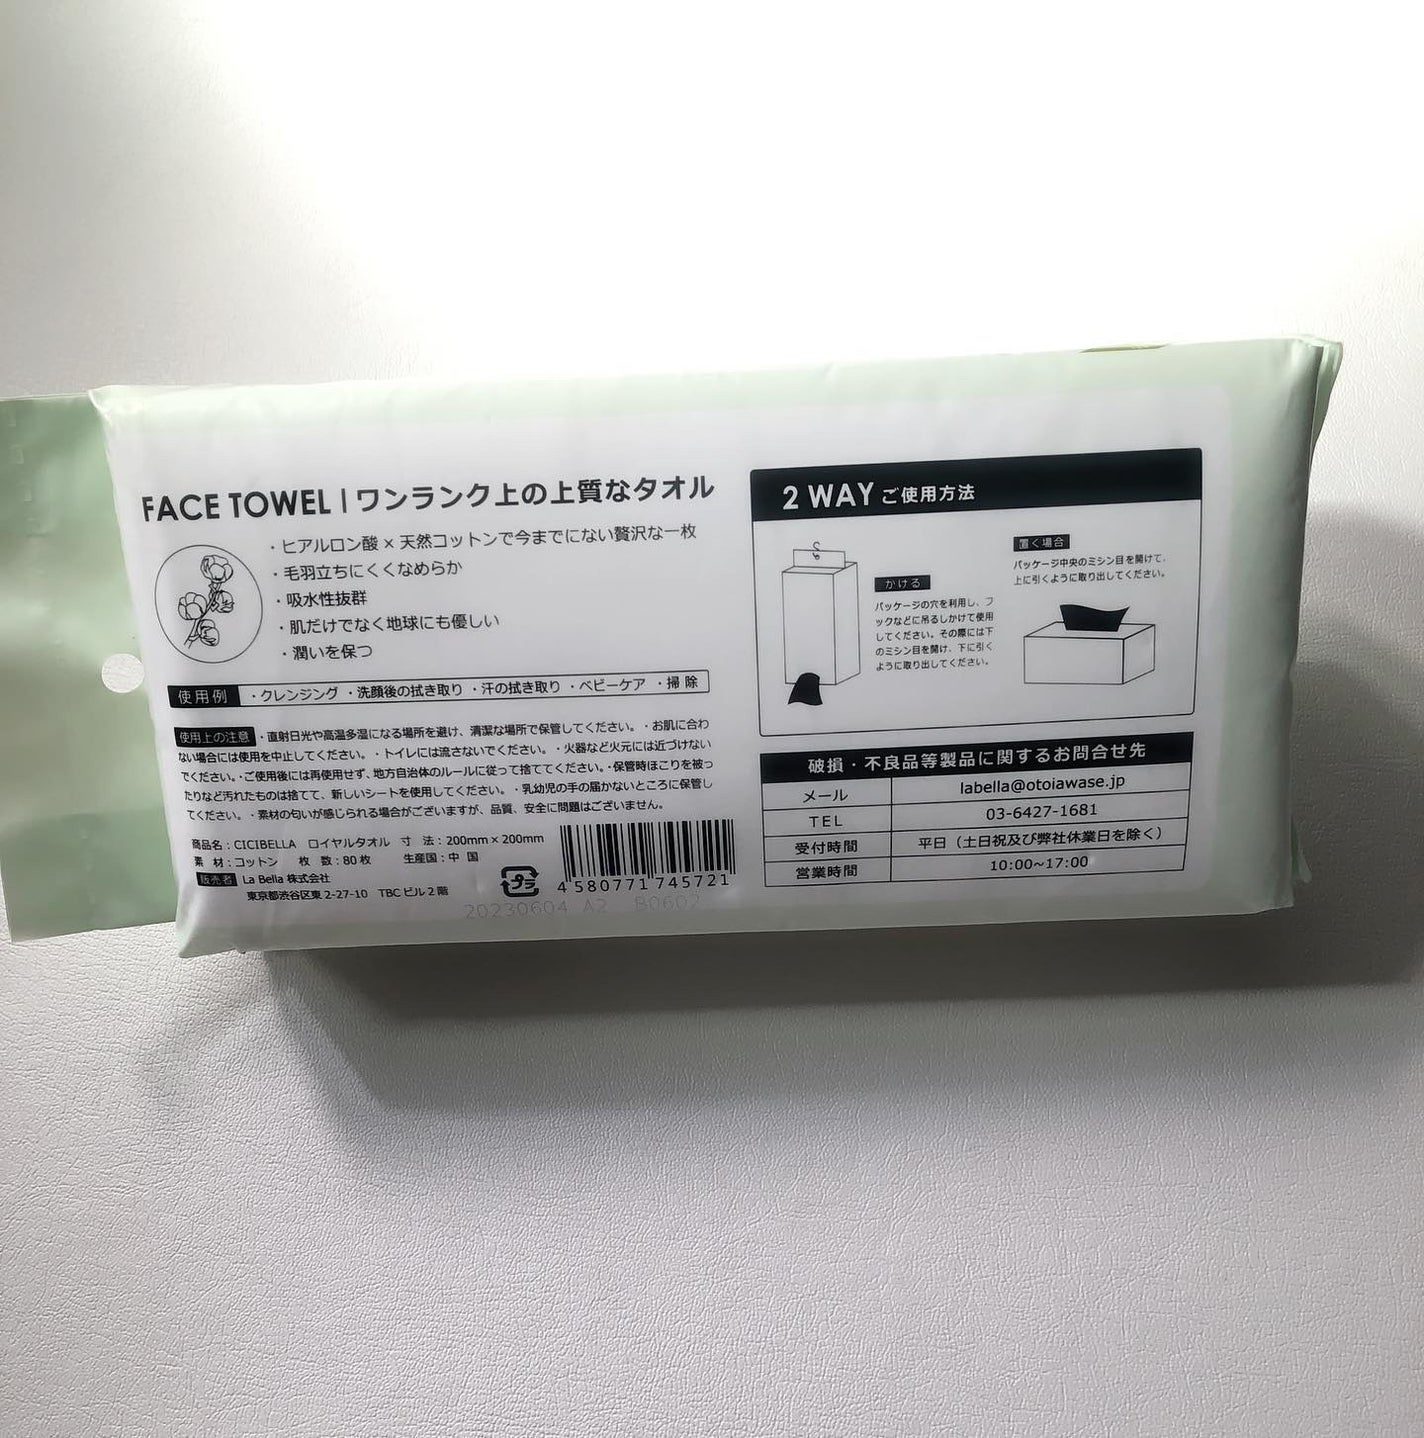 FACE TOWEL | ワンランク上の上質なタオル
・ヒアルロン酸 × 天然コットンで今までにない贅沢な一枚
・毛羽立ちにくくなめらか
・吸水性抜群
・肌だけでなく地球にも優しい
・潤いを保つ
使用例 ・クレンジング ・洗顔後の拭き取り ・汗の拭き取り ・ベビーケア ・掃除
使用上の注意 ・直射日光や高温多湿になる場所を避け、清潔な場所で保管してください。・お肌に合わ
ない場合には使用を中止してください。・トイレには流さないでください。・火器など火元には近づけない
でください。・ご使用後には再使用せず、地方自治体のルールに従って捨ててください。・保管時ほこりを被っ
たりなど汚れたものは捨てて、新しいシートを使用してください。・乳幼児の手の届かないところに保管し
てください。・素材の匂いが感じられる場合がございますが、品質、安全に問題はございません。
商品名：CICIBELLA ロイヤルタオル 寸 法：200mm × 200mm
素 材：コットン 枚 数：80枚 生産国：中 国
販売者 La Bella 株式会社
東京都渋谷区東 2-27-10 TBC ビル 2 階
プラ
4 580771 745721
20230604 A2 B0602
2 WAY ご使用方法
かける
パッケージの穴を利用し、フ
ックなどに吊るしかけて使用
してください。その際には下
のミシン目を開け、下に引く
ように取り出してください。
置く場合
パッケージ中央のミシン目を開けて、
上に引くように取り出してください。
破損・不良品等製品に関するお問合せ先
メール labella@otoiawase.jp
TEL 03-6427-1681
受付時間 平日（土日祝及び弊社休業日を除く）
営業時間 10:00~17:00